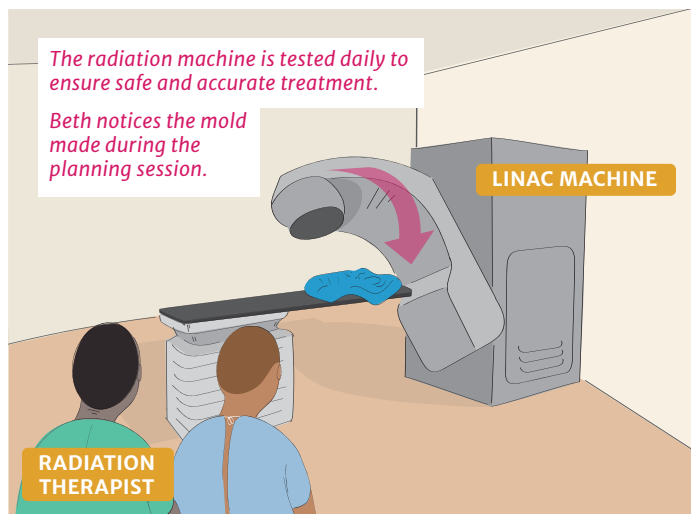 The radiation machine is tested daily to
ensure safe and accurate treatment.
Beth notices the mold
made during the
planning session.
LINAC MACHINE
RADIATION
THERAPIST